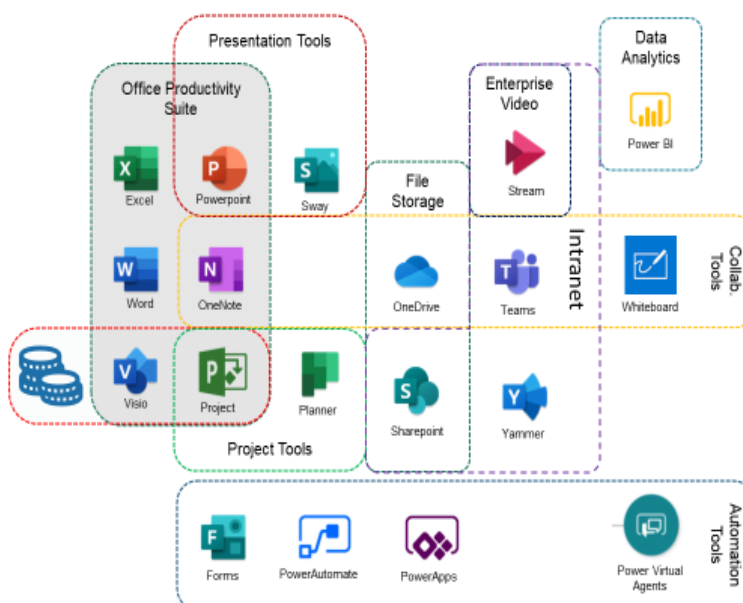 Presentation Tools
Data
Analytics
Office Productivity
Suite
Enterprise
Video
X
Excel
P
Powerpoint
S
Sway
Stream
Power BI
File
Storage
W
Word
N
OneNote
OneDrive
T
Teams
Intranet
Whiteboard
Collab.
Tools
V
Visio
P
Project
Planner
S
Sharepoint
Y
Yammer
Project Tools
F
Forms
PowerAutomate
PowerApps
Power Virtual
Agents
Automation
Tools